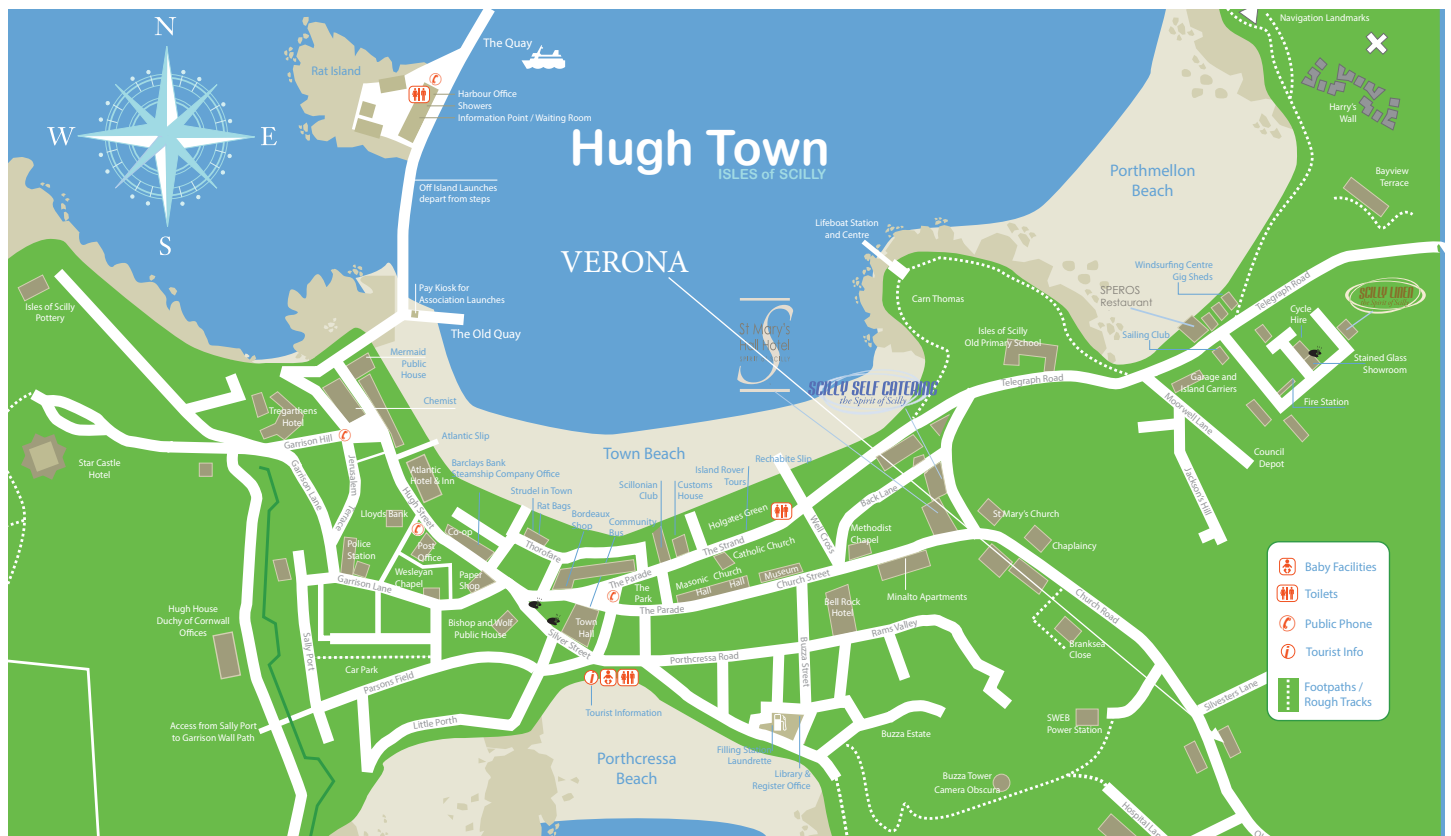 N
W
E
S
Rat Island
The Quay
Harbour Office
Showers
Information Point / Waiting Room
Hugh Town
ISLES of SCILLY
Off Island Launches
depart from steps
Navigation Landmarks
Harry's
Wall
Bayview
Terrace
Porthmellon
Beach
Lifeboat Station
and Centre
VERONA
Windsurfing Centre
Gig Sheds
SPEROS
Restaurant
Sailing Club
Telegraph Road
Cycle
Hire
SCILLY LINEN
the Spirit of Scilly
Stained Glass
Showroom
Fire Station
Garage and
Island Carriers
Moorwell Lane
Council
Depot
Jackson's Hill
Carn Thomas
Isles of Scilly
Old Primary School
Telegraph Road
Isles of Scilly
Pottery
Pay Kiosk for
Association Launches
The Old Quay
Mermaid
Public
House
Chemist
St Mary's
Hall Hotel
SCILLY SELF CATERING
the Spirit of Scilly
Tregarthens
Hotel
Garrison Hill
Star Castle
Hotel
Garrison Lane
Jerusalem
Terrace
Hugh Street
Atlantic Slip
Atlantic
Hotel & Inn
Barclays Bank
Steamship Company Office
Strudel in Town
Rat Bags
Bordeaux
Shop
Community
Bus
Town Beach
Scillonian
Club
Customs
House
Island Rover
Tours
Rechabite Slip
Holgates Green
The Strand
Well Cross
Back Lane
Lloyds Bank
Co-op
Post
Office
Police
Station
Wesleyan
Chapel
Paper
Shop
Thorofare
The Parade
The
Park
Catholic Church
Masonic
Hall
Church
Hall
Museum
Church Street
The Parade
Methodist
Chapel
St Mary's Church
Chaplaincy
Minalto Apartments
Church Road
Bell Rock
Hotel
Rams Valley
Branksea
Close
Garrison Lane
Hugh House
Duchy of Cornwall
Offices
Sally Port
Bishop and Wolf
Public House
Town
Hall
Silver Street
Porthcressa Road
Buzza Street
Car Park
Parsons Field
Little Porth
Access from Sally Port
to Garrison Wall Path
Tourist Information
Porthcressa
Beach
Filling Station
Laundrette
Library &
Register Office
Buzza Estate
SWEB
Power Station
Buzza Tower
Camera Obscura
Silvesters Lane
Baby Facilities
Toilets
Public Phone
Tourist Info
Footpaths /
Rough Tracks